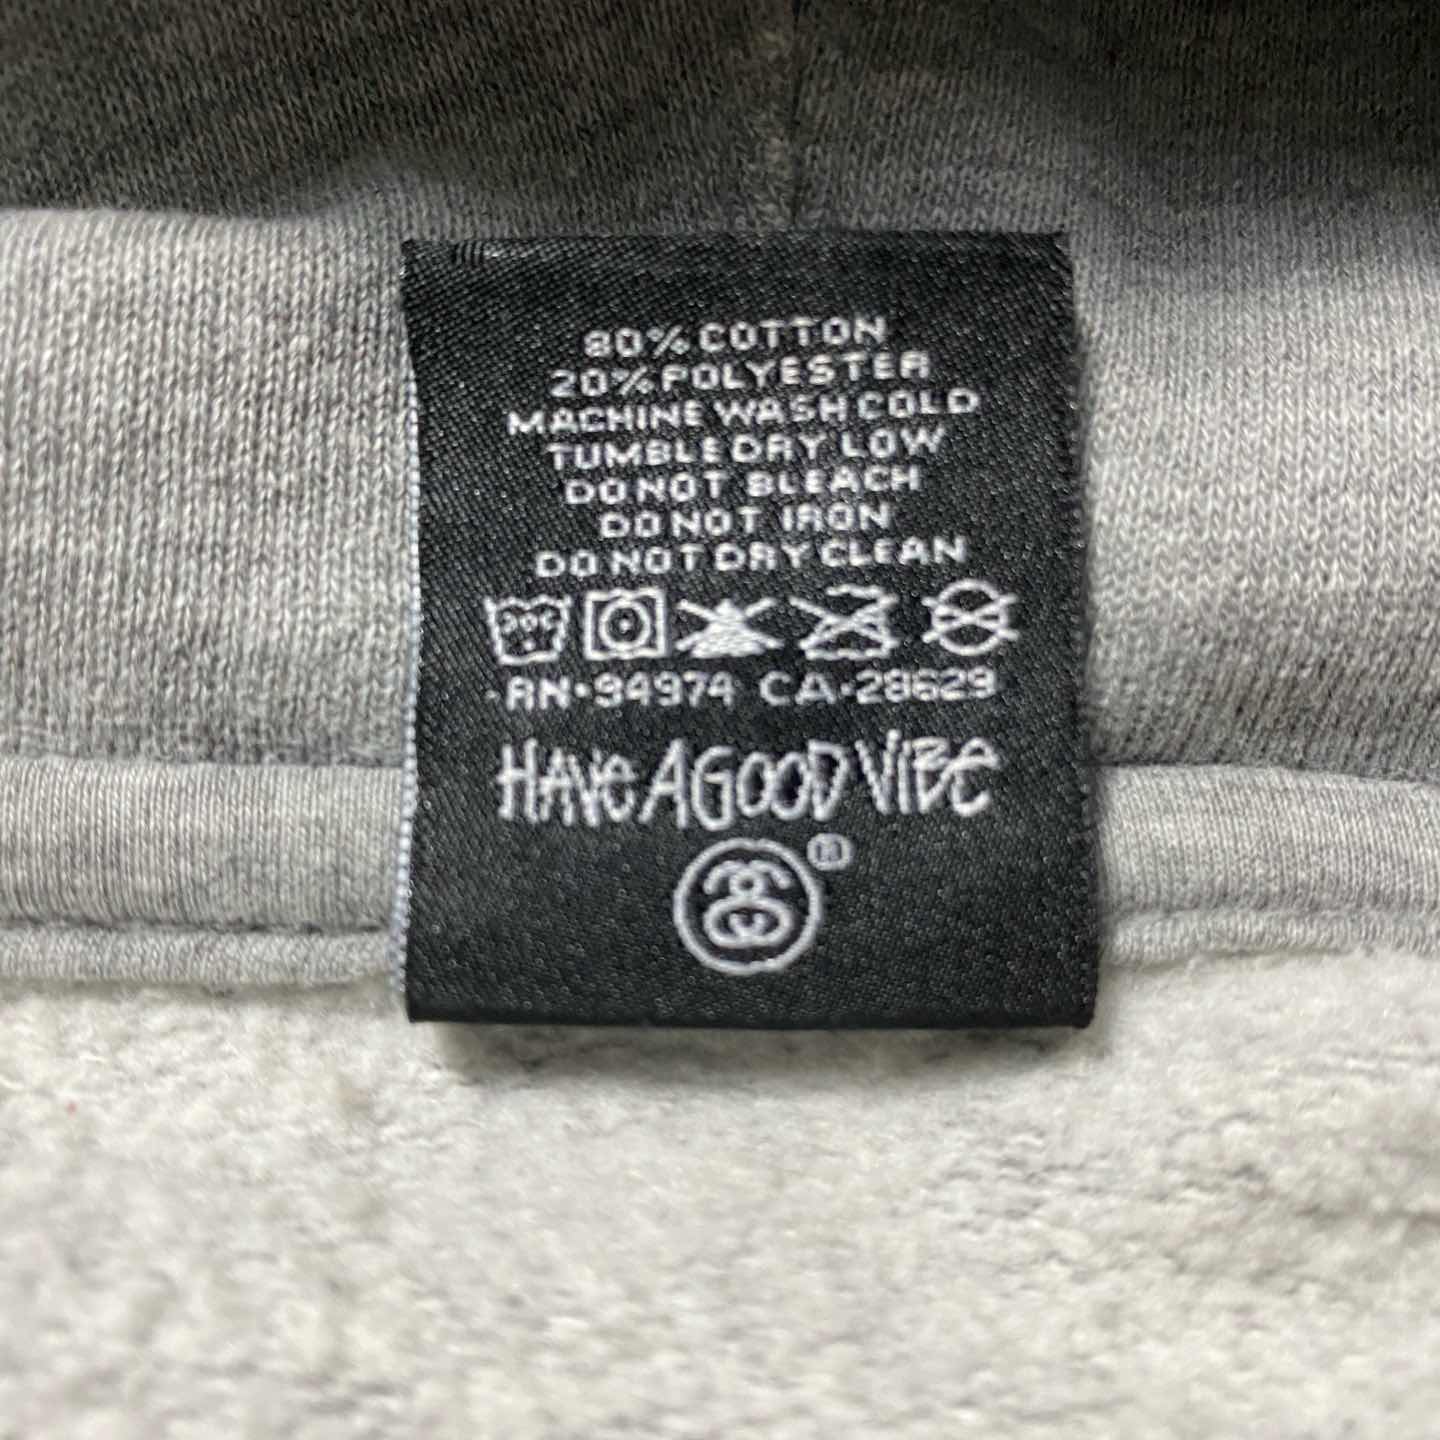 80% COTTON
20% POLYESTER
MACHINE WASH COLD
TUMBLE DRY LOW
DO NOT BLEACH
DO NOT IRON
DO NOT DRY CLEAN
30C
RN·94974 CA·28629
HAVE A GOOD VIBE
®